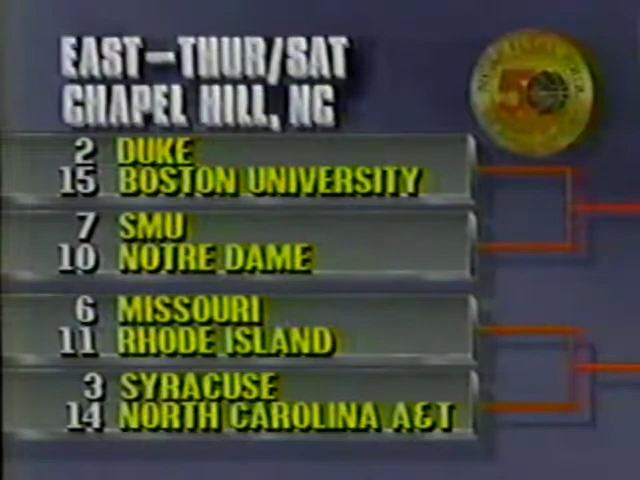 EAST-THUR/SAT
CHAPEL HILL, NC
2 DUKE
15 BOSTON UNIVERSITY
7 SMU
10 NOTRE DAME
6 MISSOURI
11 RHODE ISLAND
3 SYRACUSE
14 NORTH CAROLINA A&T